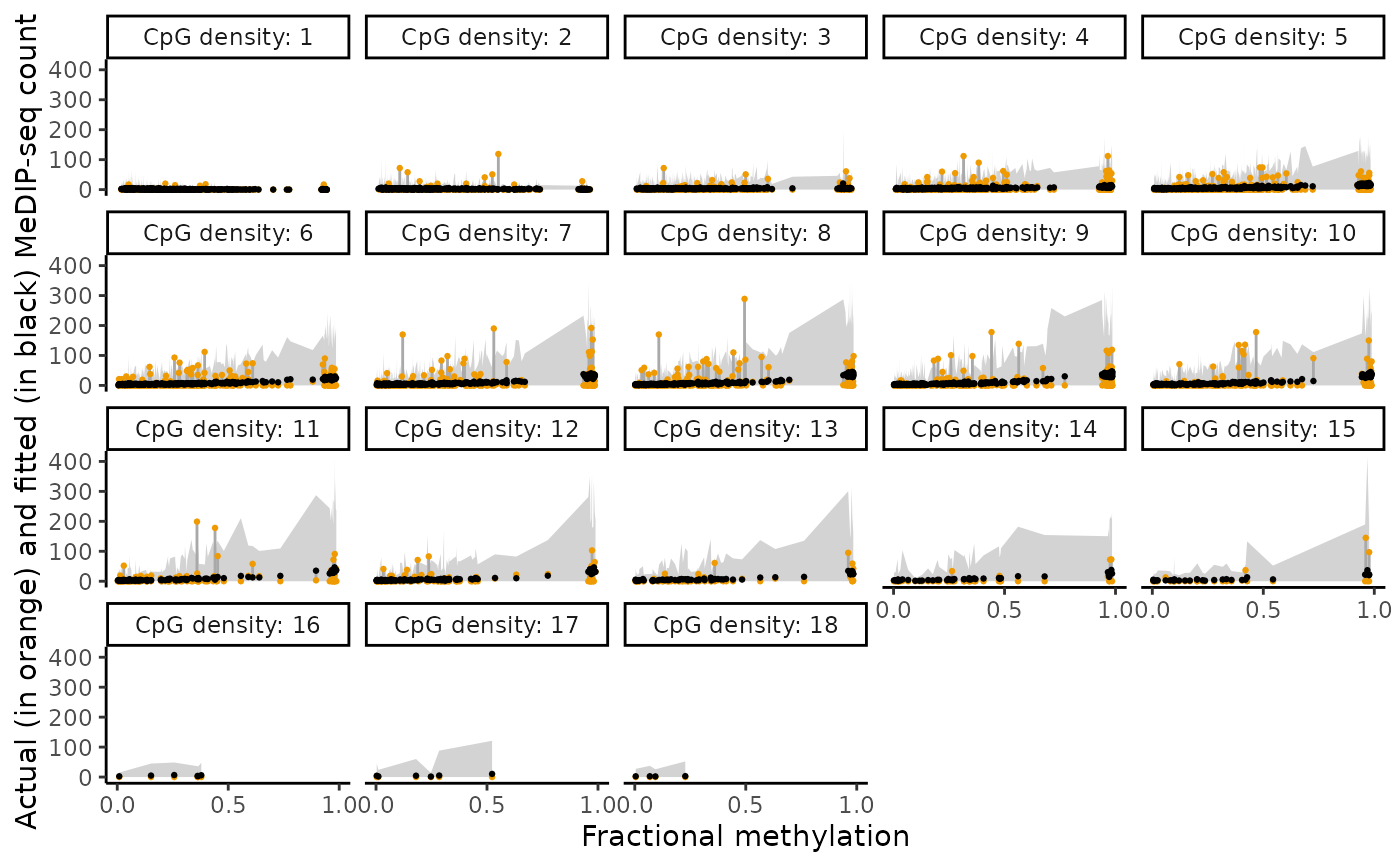 Actual (in orange) and fitted (in black) MeDIP-seq count
CpG density: 1 CpG density: 2 CpG density: 3 CpG density: 4 CpG density: 5
400
300
200
100
0
CpG density: 6 CpG density: 7 CpG density: 8 CpG density: 9 CpG density: 10
400
300
200
100
0
CpG density: 11 CpG density: 12 CpG density: 13 CpG density: 14 CpG density: 15
400
300
200
100
0
0.0 0.5 1.0 0.0 0.5 1.0
CpG density: 16 CpG density: 17 CpG density: 18
400
300
200
100
0
0.0 0.5 1.0 0.0 0.5 1.0 0.0 0.5 1.0
Fractional methylation